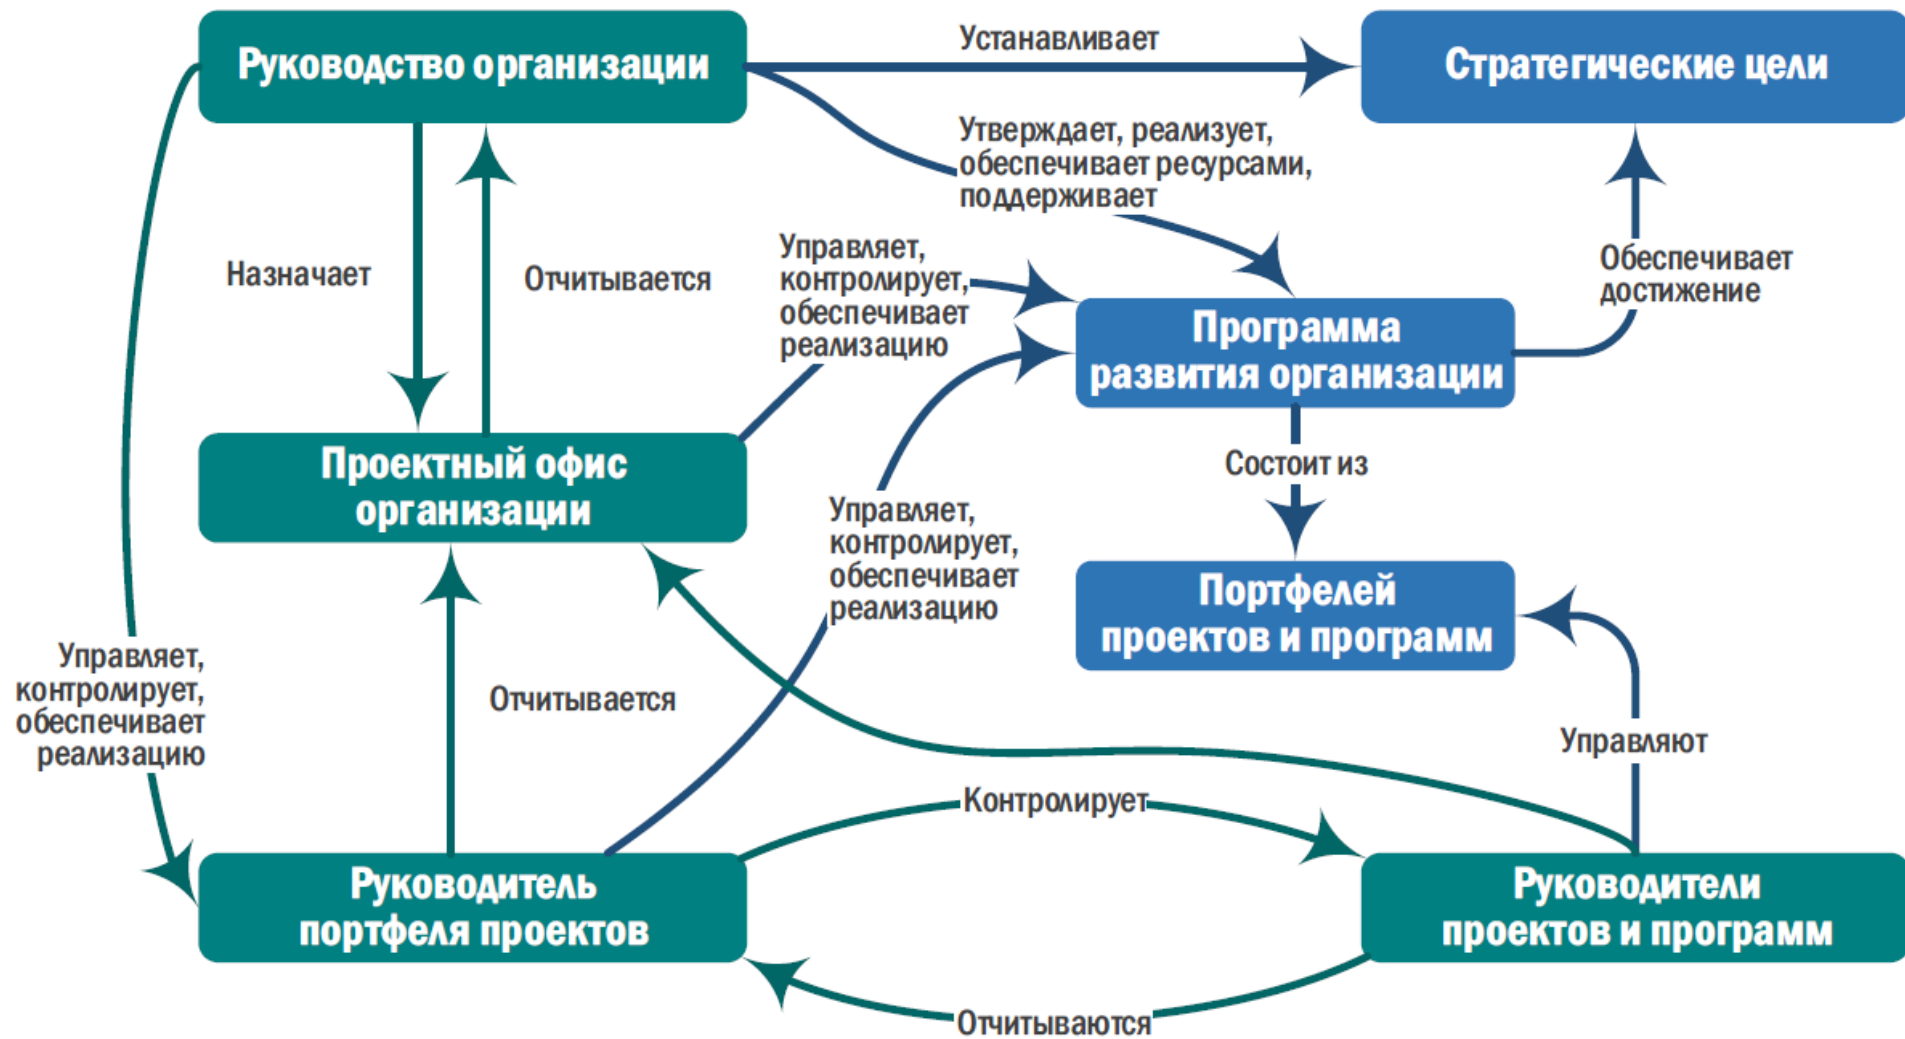 Руководство организации
Устанавливает
Стратегические цели
Утверждает, реализует,
обеспечивает ресурсами,
поддерживает
Назначает
Отчитывается
Управляет,
контролирует,
обеспечивает
реализацию
Обеспечивает
достижение
Программа
развития организации
Проектный офис
организации
Состоит из
Управляет,
контролирует,
обеспечивает
реализацию
Портфелей
проектов и программ
Управляет,
контролирует,
обеспечивает
реализацию
Отчитывается
Управляют
Контролирует
Руководитель
портфеля проектов
Руководители
проектов и программ
Отчитываются